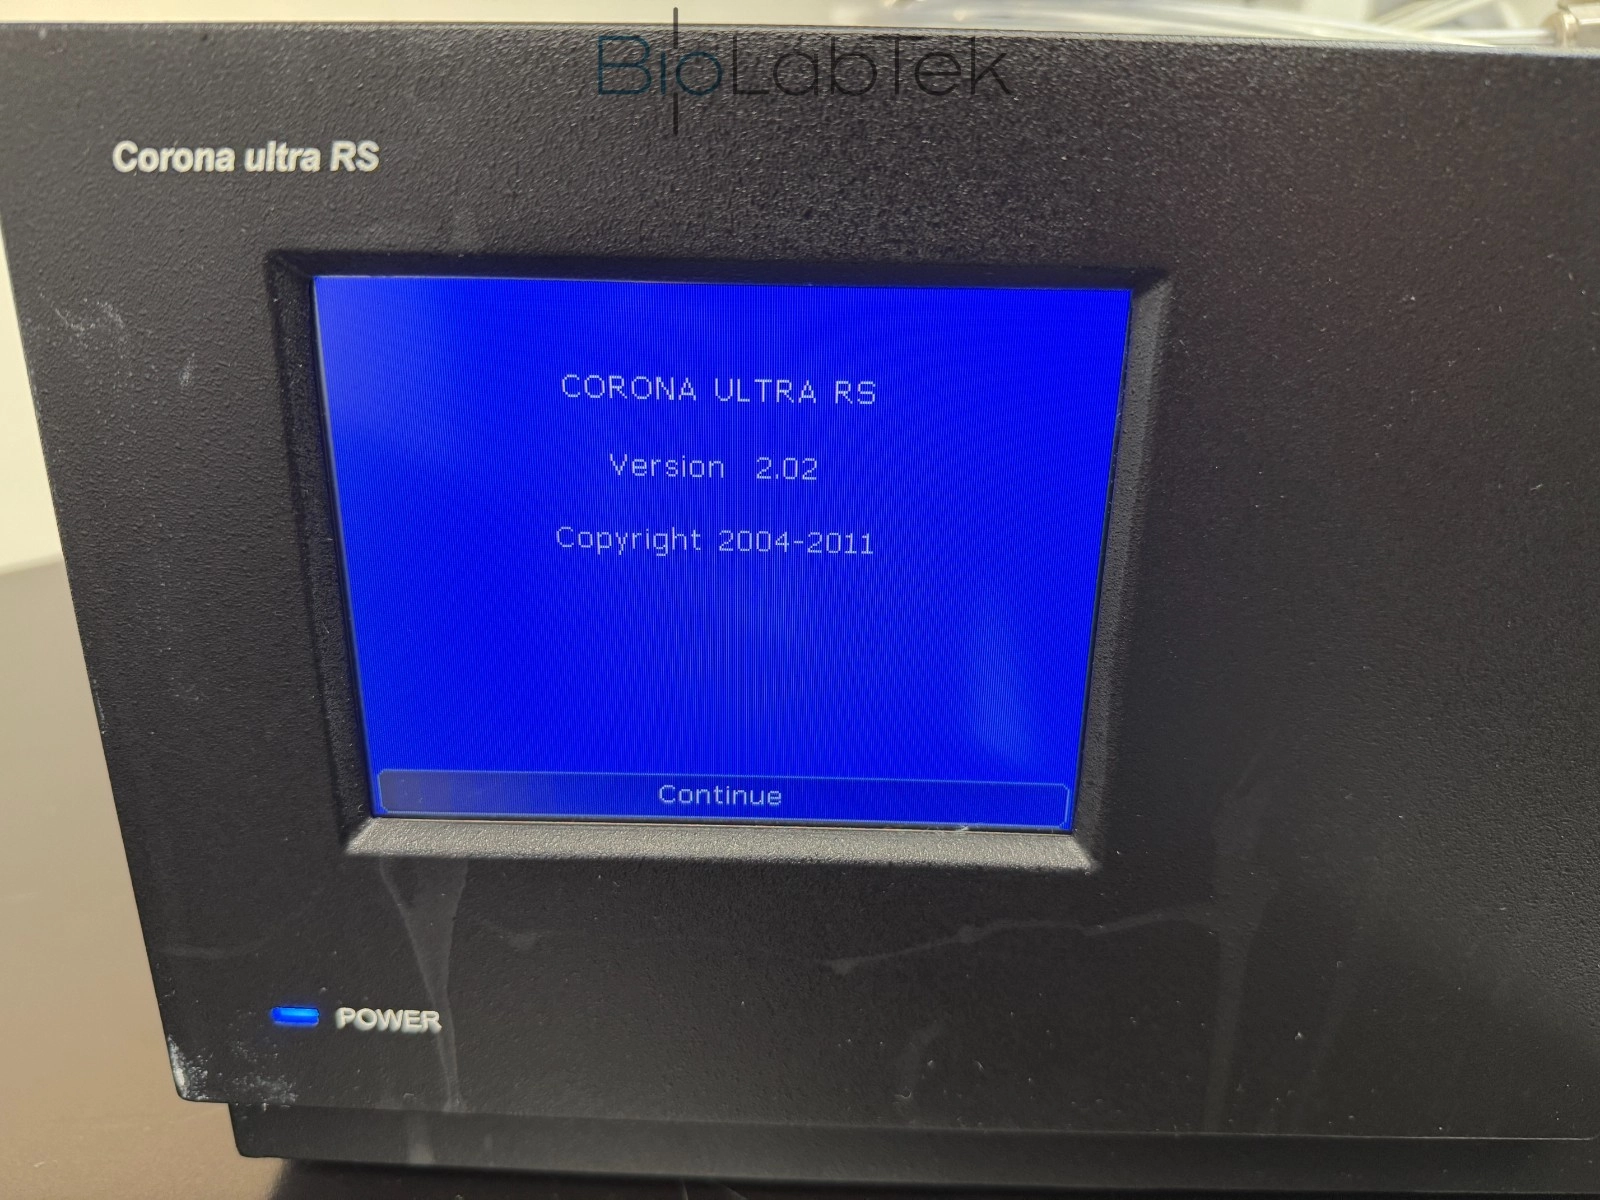 BioLabTek
Corona ultra RS
CORONA ULTRA RS
Version 2.02
Copyright 2004-2011
Continue
POWER